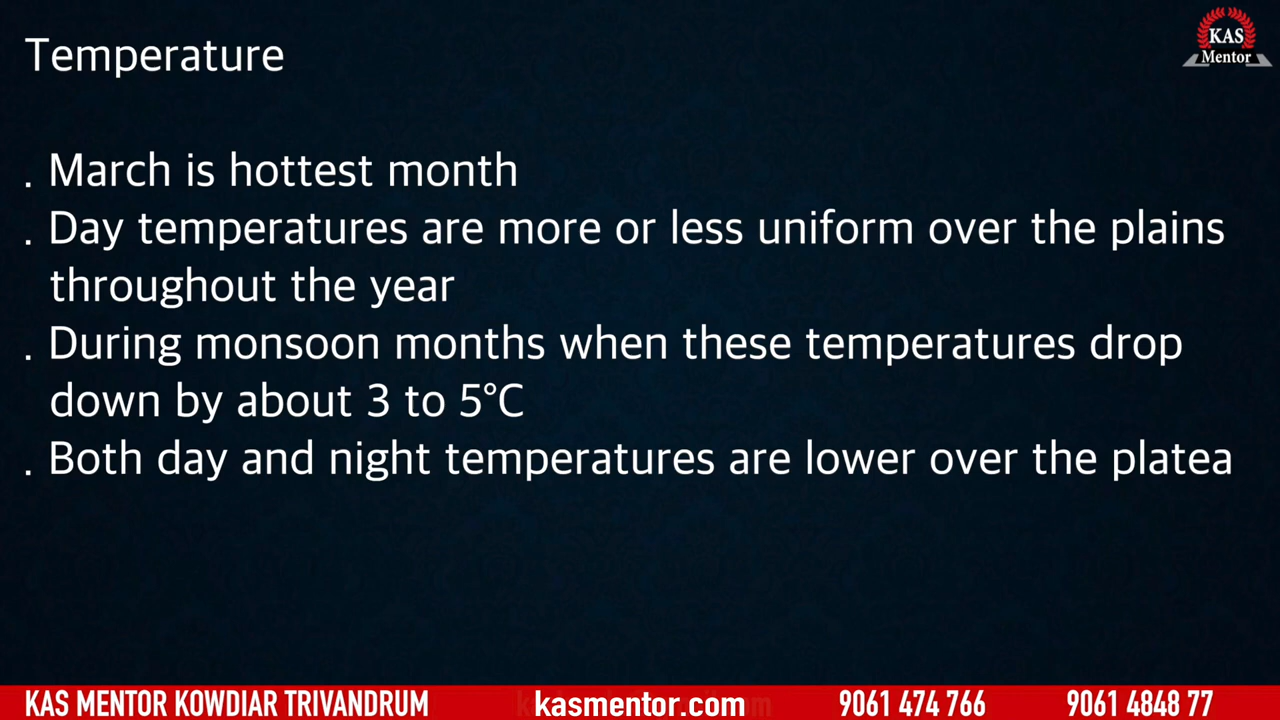 Temperature
KAS
Mentor
. March is hottest month
. Day temperatures are more or less uniform over the plains
throughout the year
. During monsoon months when these temperatures drop
down by about 3 to 5°C
. Both day and night temperatures are lower over the platea
KAS MENTOR KOWDIAR TRIVANDRUM kasmentor.com 9061 474 766 9061 4848 77